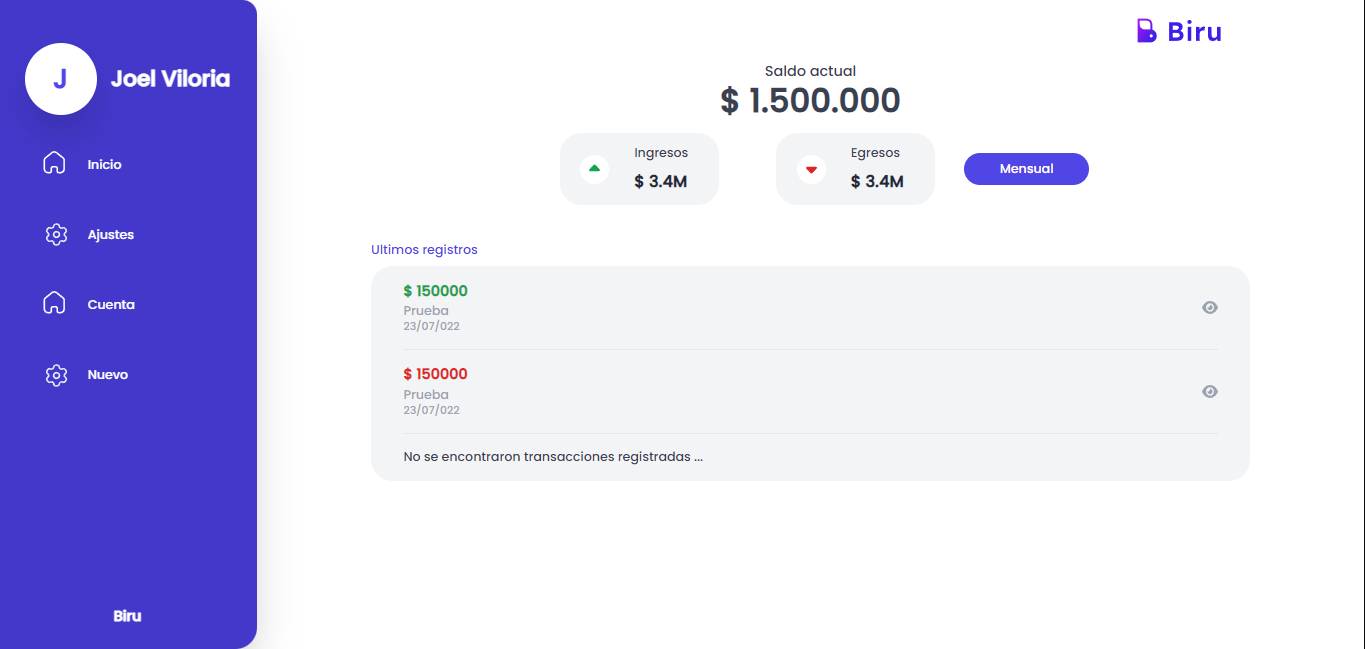 J
Joel Viloria
Inicio
Ajustes
Cuenta
Nuevo
Biru
Biru
Saldo actual
$ 1.500.000
Ingresos
$ 3.4M
Egresos
$ 3.4M
Mensual
Ultimos registros
$ 150000
Prueba
23/07/022
$ 150000
Prueba
23/07/022
No se encontraron transacciones registradas ...